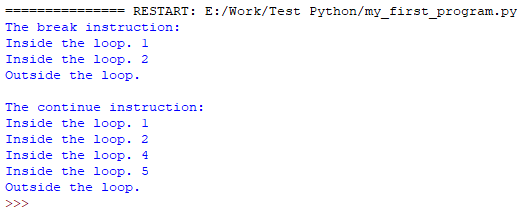 =============== RESTART: E:/Work/Test Python/my_first_program.py
The break instruction:
Inside the loop. 1
Inside the loop. 2
Outside the loop.

The continue instruction:
Inside the loop. 1
Inside the loop. 2
Inside the loop. 4
Inside the loop. 5
Outside the loop.
>>>